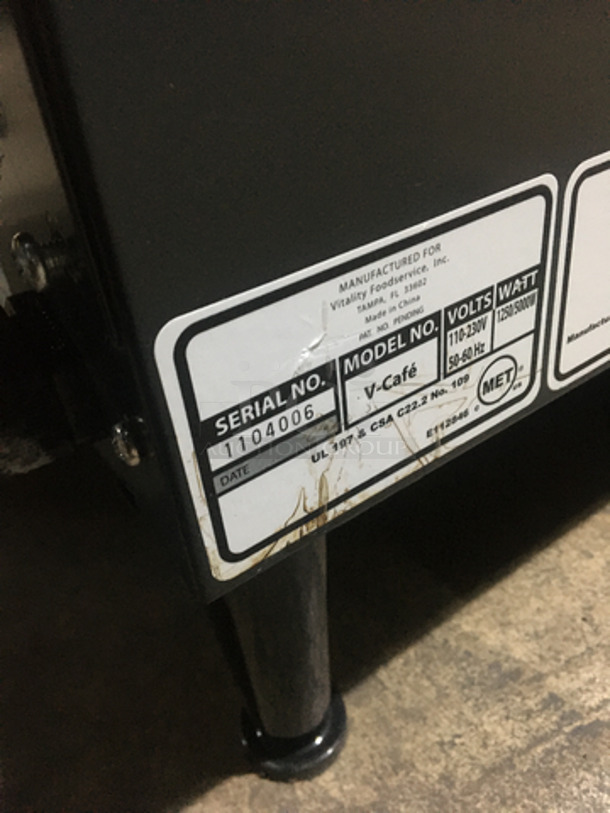 MANUFACTURED FOR
Vitality Foodservice, Inc.
TAMPA, FL 33602
Made in China
PAT. NO. PENDING
SERIAL NO. MODEL NO. VOLTS WATT
1104006 V-Café 110-230V 1250/5000W
50-60 Hz
DATE
UL 197 & CSA C22.2 No. 109
E112846
MET
c us
Manufactur